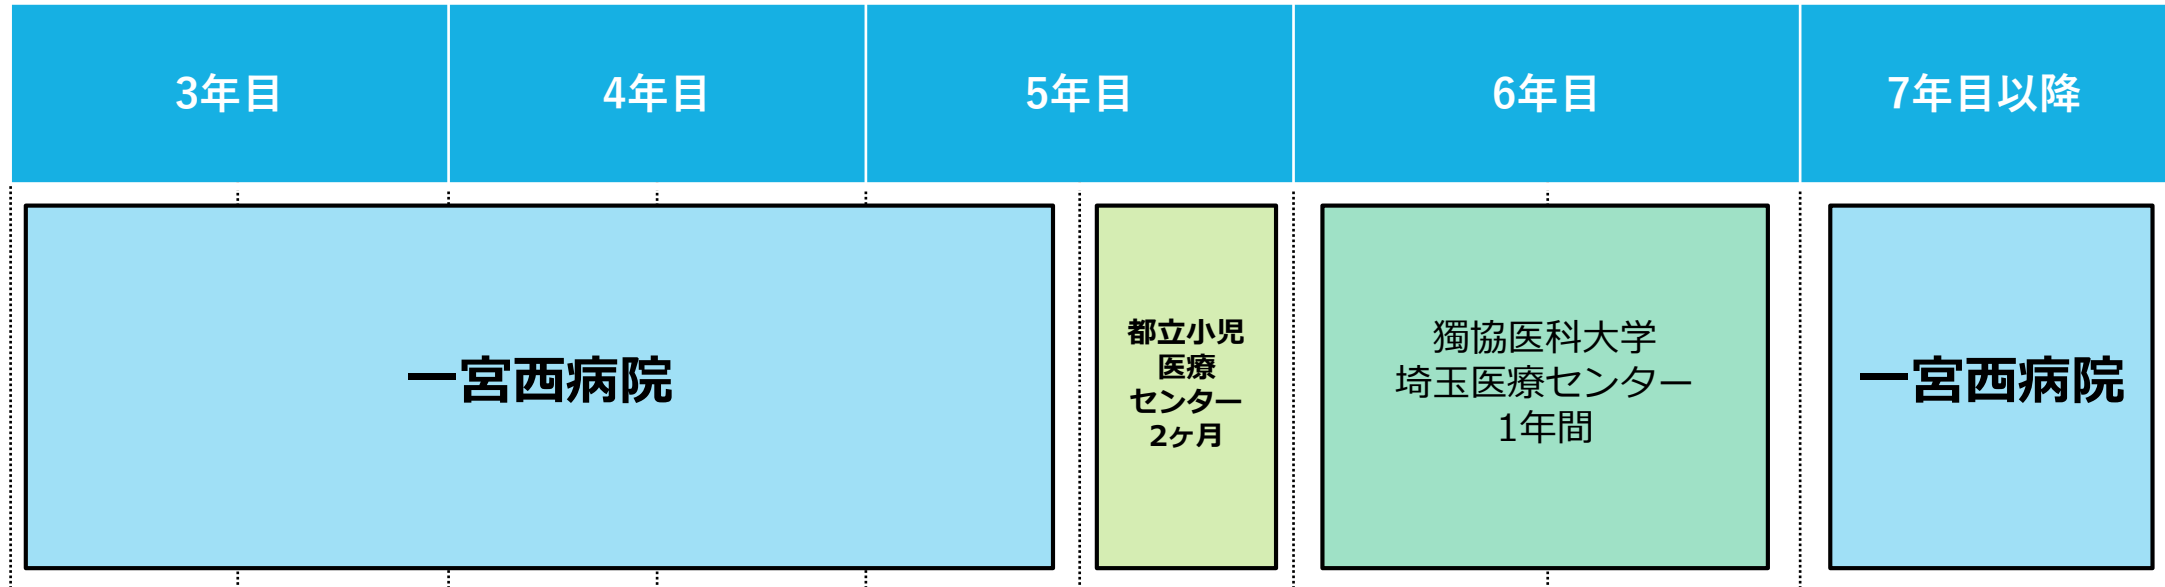 3年目
4年目
5年目
6年目
7年目以降
一宮西病院
都立小児
医療
センター
2ヶ月
獨協医科大学
埼玉医療センター
1年間
一宮西病院